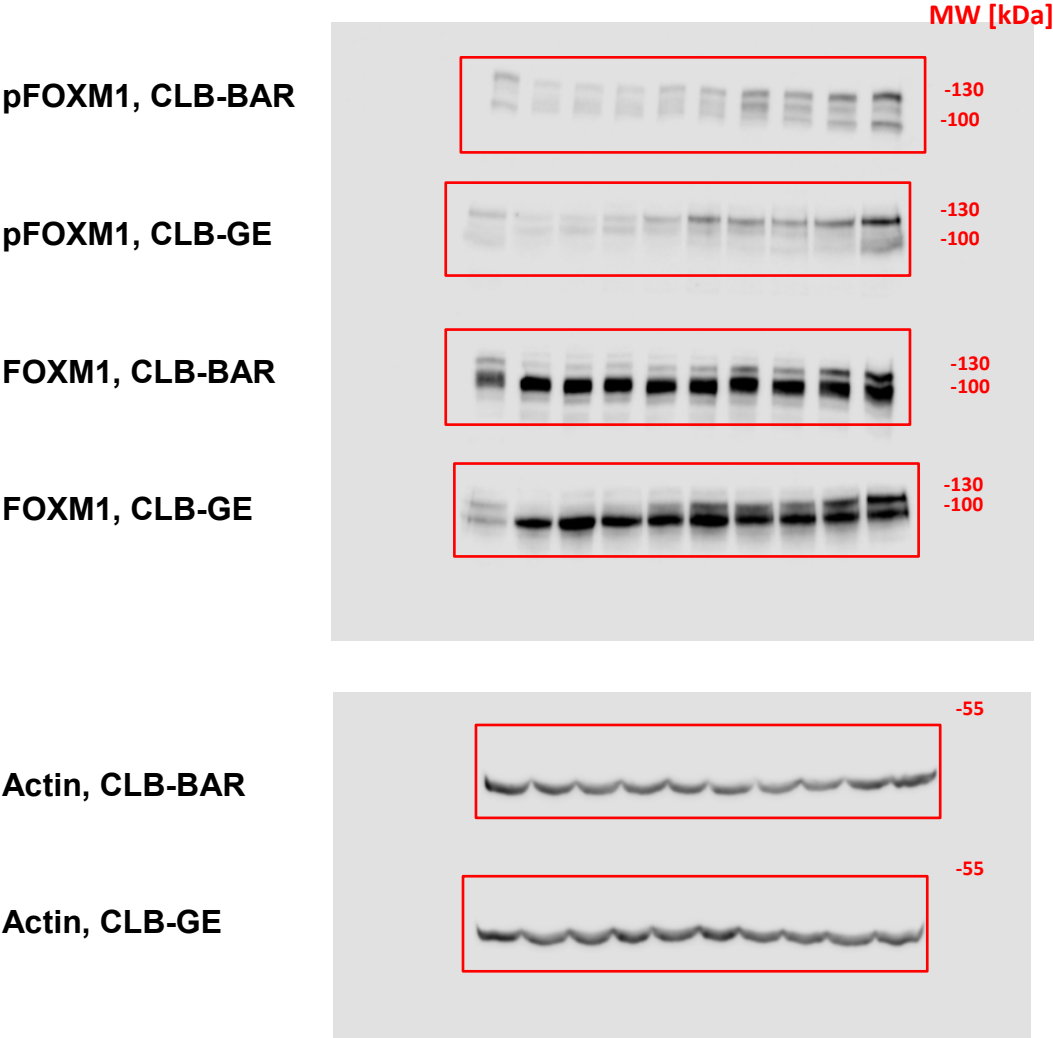 MW [kDa]
pFOXM1, CLB-BAR
-130
-100
pFOXM1, CLB-GE
-130
-100
FOXM1, CLB-BAR
-130
-100
FOXM1, CLB-GE
-130
-100
-55
Actin, CLB-BAR
-55
Actin, CLB-GE